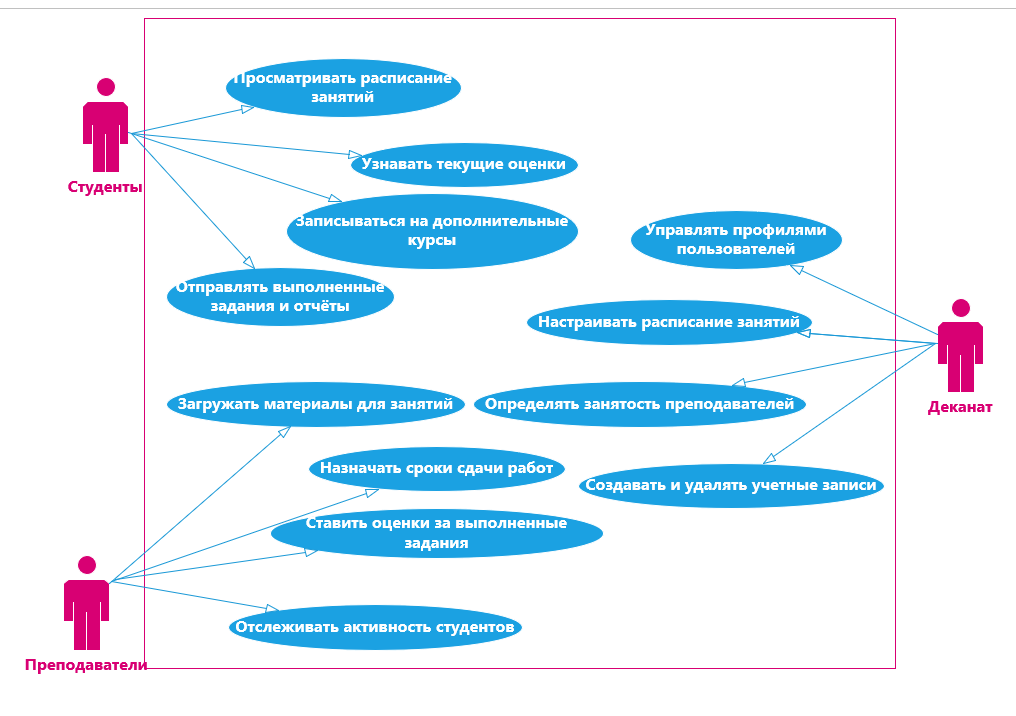 Просматривать расписание
занятий
Узнавать текущие оценки
Студенты
Записываться на дополнительные
курсы
Управлять профилями
пользователей
Отправлять выполненные
задания и отчёты
Настраивать расписание занятий
Загружать материалы для занятий
Определять занятость преподавателей
Деканат
Назначать сроки сдачи работ
Создавать и удалять учетные записи
Ставить оценки за выполненные
задания
Отслеживать активность студентов
Преподаватели